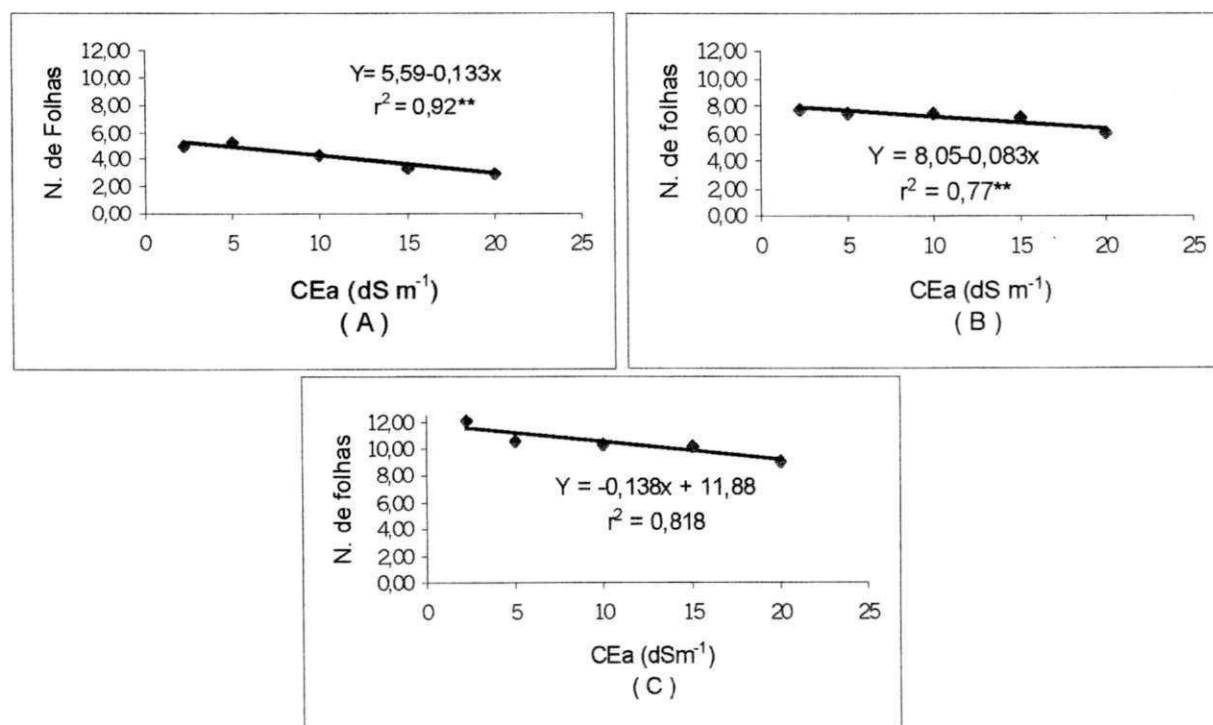 12,00
10,00
8,00
6,00
4,00
2,00
0,00
N. de Folhas
Y= 5,59-0,133x
r² = 0,92**
0 5 10 15 20 25
CEa (dS m⁻¹)
( A )
12,00
10,00
8,00
6,00
4,00
2,00
0,00
N. de folhas
Y = 8,05-0,083x
r² = 0,77**
0 5 10 15 20 25
CEa (dS m⁻¹)
( B )
12,00
10,00
8,00
6,00
4,00
2,00
0,00
N. de folhas
Y = -0,138x + 11,88
r² = 0,818
0 5 10 15 20 25
CEa (dSm⁻¹)
( C )